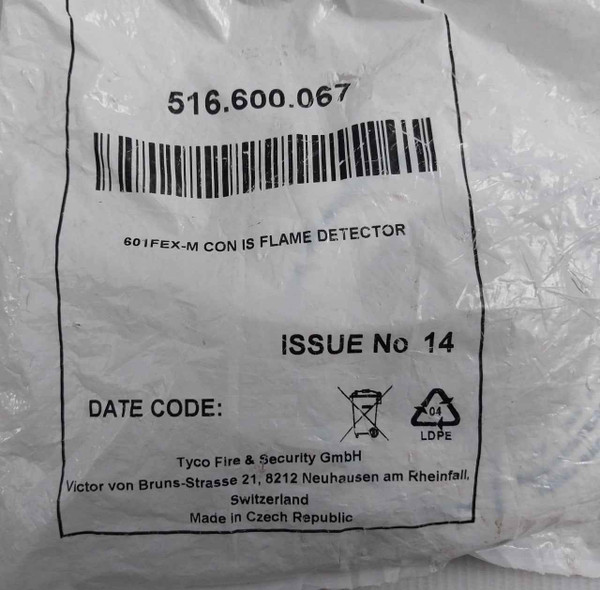 516.600.067
601FEX-M CON IS FLAME DETECTOR
ISSUE No 14
DATE CODE:
04
LDPE
Tyco Fire & Security GmbH
Victor von Bruns-Strasse 21, 8212 Neuhausen am Rheinfall,
Switzerland
Made in Czech Republic